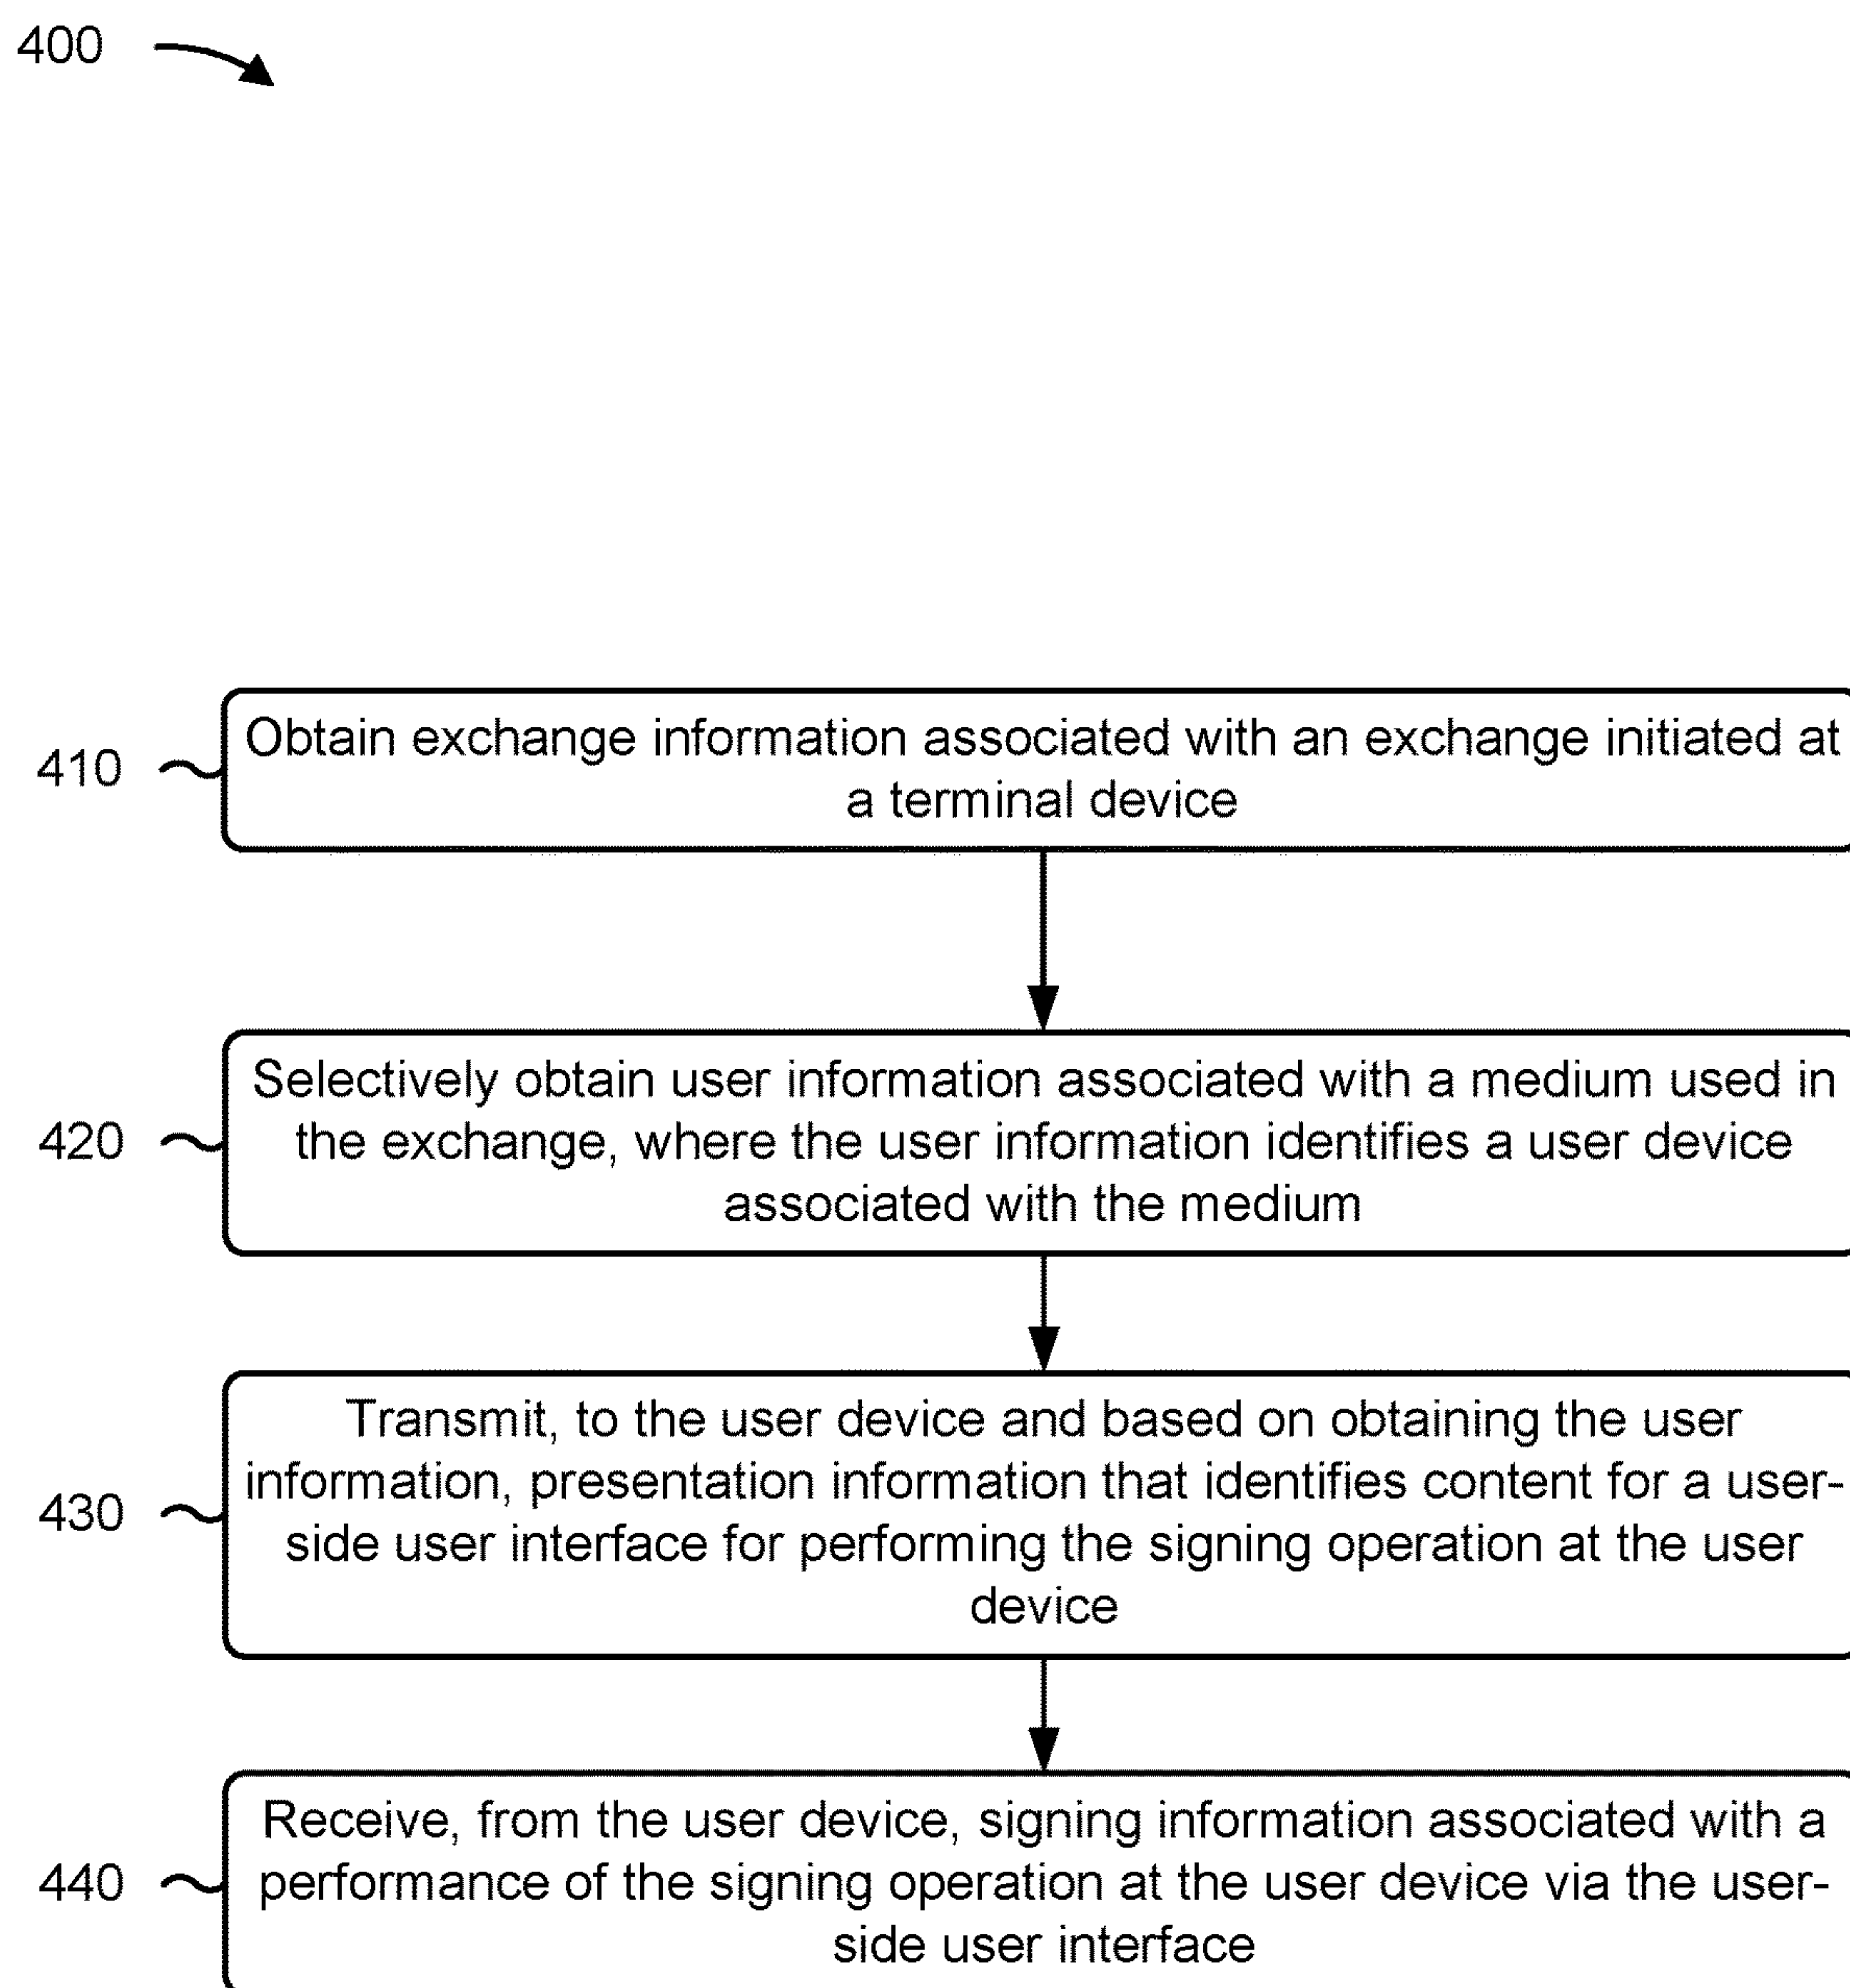 400
410
Obtain exchange information associated with an exchange initiated at
a terminal device
420
Selectively obtain user information associated with a medium used in
the exchange, where the user information identifies a user device
associated with the medium
430
Transmit, to the user device and based on obtaining the user
information, presentation information that identifies content for a user-
side user interface for performing the signing operation at the user
device
440
Receive, from the user device, signing information associated with a
performance of the signing operation at the user device via the user-
side user interface